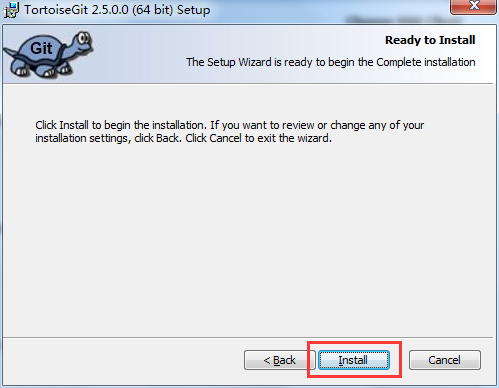 TortoiseGit 2.5.0.0 (64 bit) Setup
Git
Ready to Install
The Setup Wizard is ready to begin the Complete installation
Click Install to begin the installation. If you want to review or change any of your
installation settings, click Back. Click Cancel to exit the wizard.
< Back
Install
Cancel